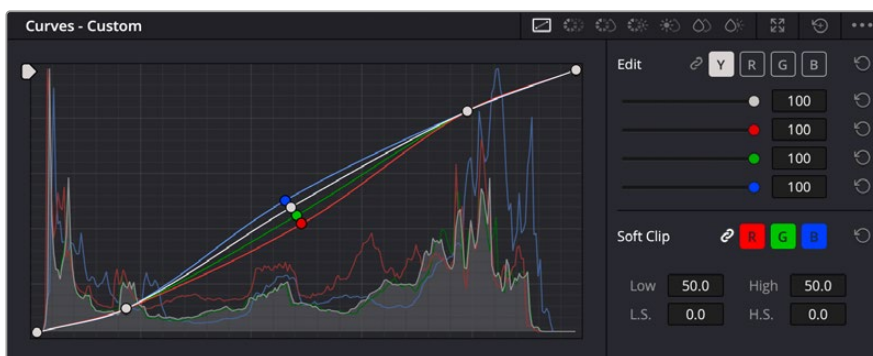 Curves - Custom
Edit Y R G B
100
100
100
100
Soft Clip R G B
Low 50.0 High 50.0
L.S. 0.0 H.S. 0.0